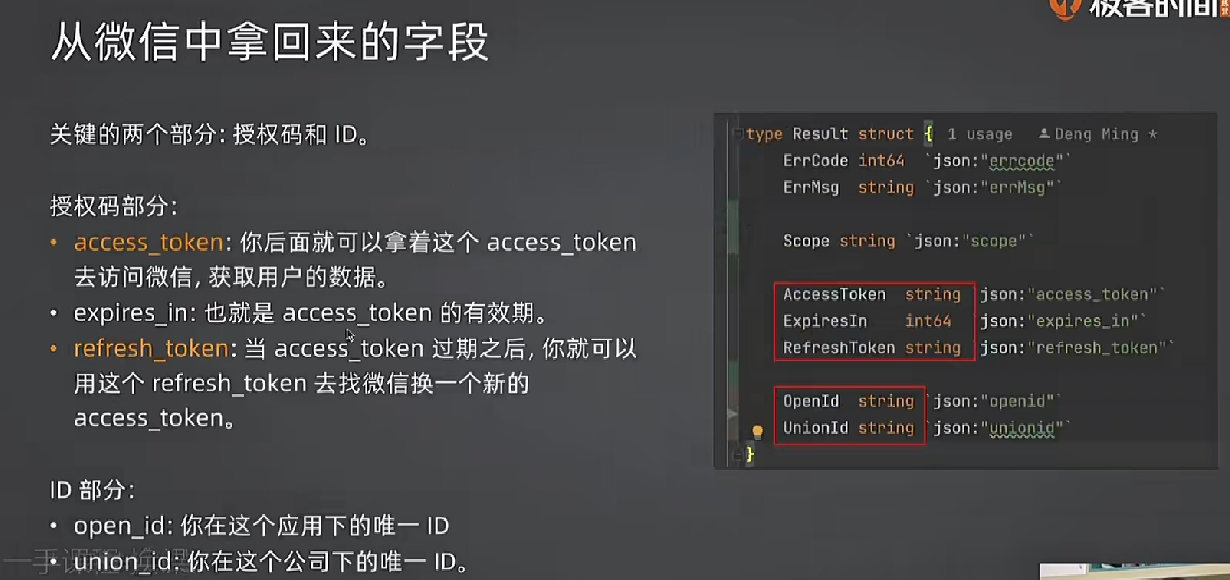 极客时间
从微信中拿回来的字段
关键的两个部分: 授权码和 ID。
授权码部分:
• access_token: 你后面就可以拿着这个 access_token
去访问微信, 获取用户的数据。
• expires_in: 也就是 access_token 的有效期。
• refresh_token: 当 access_token 过期之后, 你就可以
用这个 refresh_token 去找微信换一个新的
access_token。
ID 部分:
• open_id: 你在这个应用下的唯一 ID
• union_id: 你在这个公司下的唯一 ID。
一手课程
type Result struct { 1 usage Deng Ming *
ErrCode int64 `json:"errcode"`
ErrMsg string `json:"errMsg"`
Scope string `json:"scope"`
AccessToken string `json:"access_token"`
ExpiresIn int64 `json:"expires_in"`
RefreshToken string `json:"refresh_token"`
OpenId string `json:"openid"`
UnionId string `json:"unionid"`
}